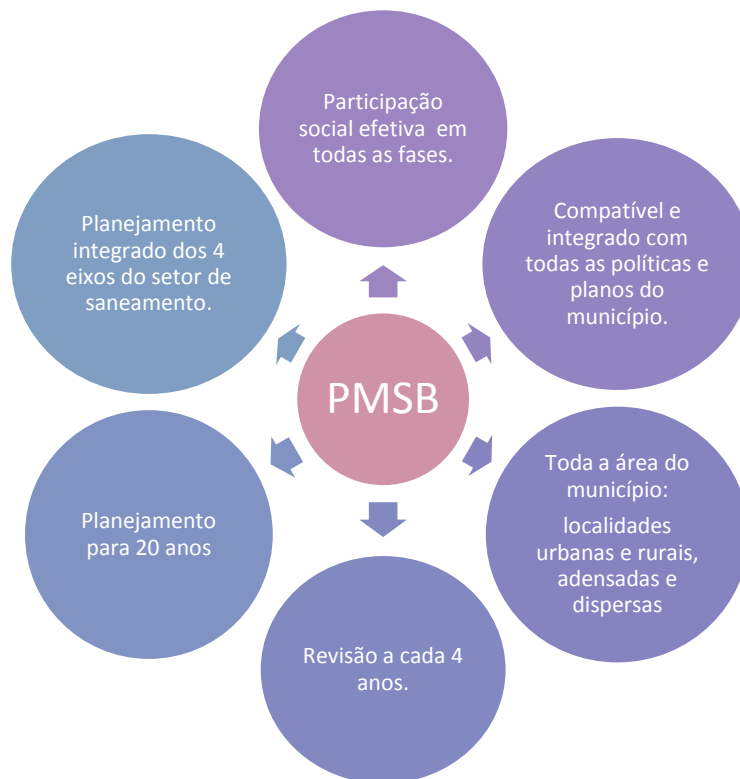 Participação
social efetiva em
todas as fases.
Compatível e
integrado com
todas as políticas e
planos do
município.
Toda a área do
município:
localidades
urbanas e rurais,
adensadas e
dispersas
Revisão a cada 4
anos.
Planejamento
para 20 anos
Planejamento
integrado dos 4
eixos do setor de
saneamento.
PMSB